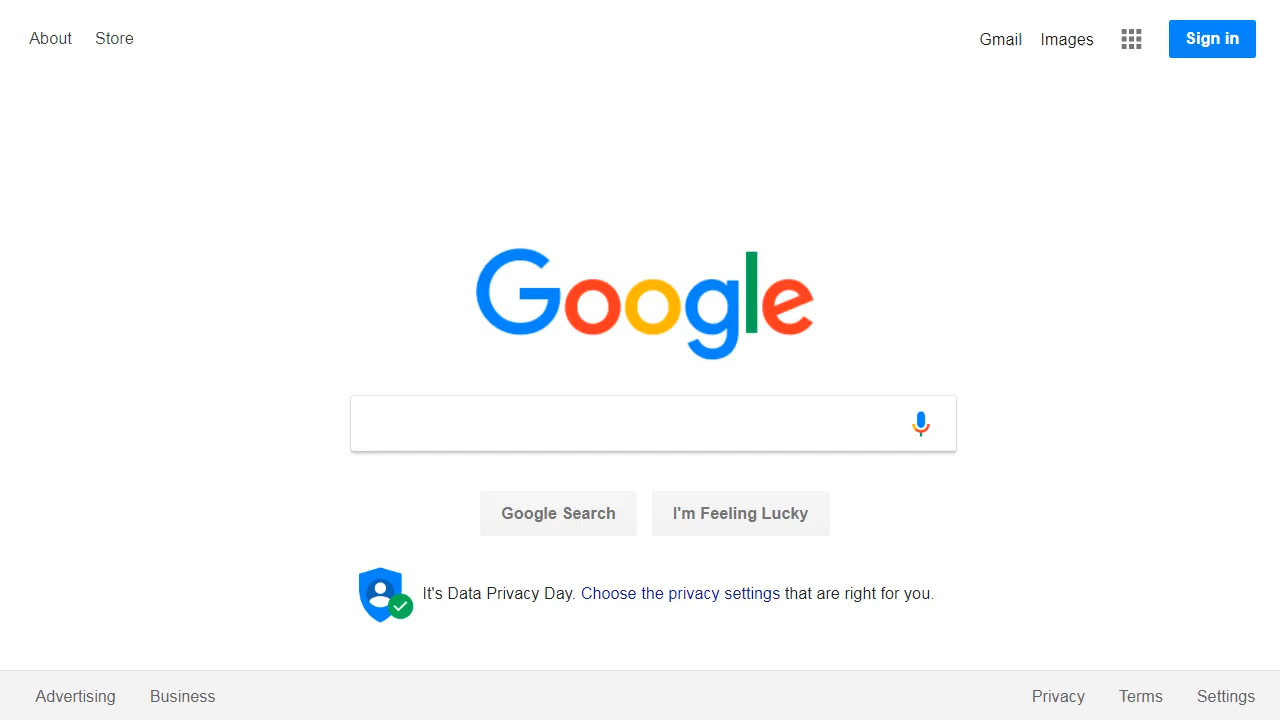 About Store Gmail Images Sign in
Google
Google Search I'm Feeling Lucky
It's Data Privacy Day. Choose the privacy settings that are right for you.
Advertising Business Privacy Terms Settings